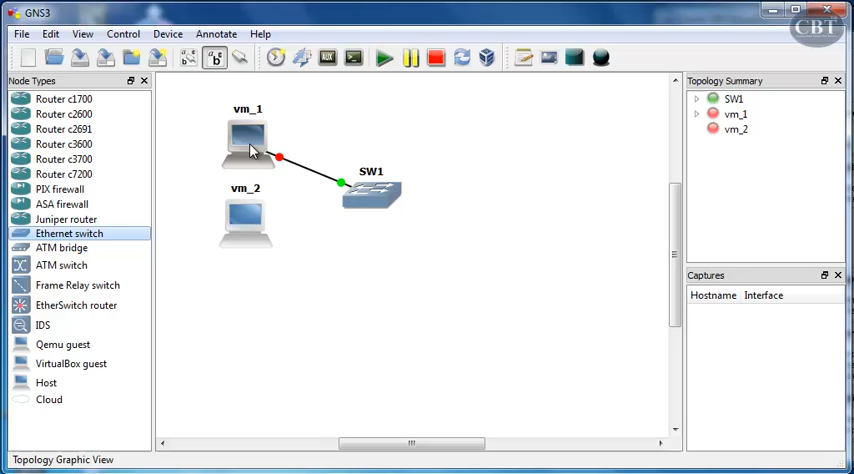 GNS3
CBT
File Edit View Control Device Annotate Help
Node Types
Router c1700
Router c2600
Router c2691
Router c3600
Router c3700
Router c7200
PIX firewall
ASA firewall
Juniper router
Ethernet switch
ATM bridge
ATM switch
Frame Relay switch
EtherSwitch router
IDS
Qemu guest
VirtualBox guest
Host
Cloud
vm_1
SW1
vm_2
Topology Summary
SW1
vm_1
vm_2
Captures
Hostname Interface
Topology Graphic View